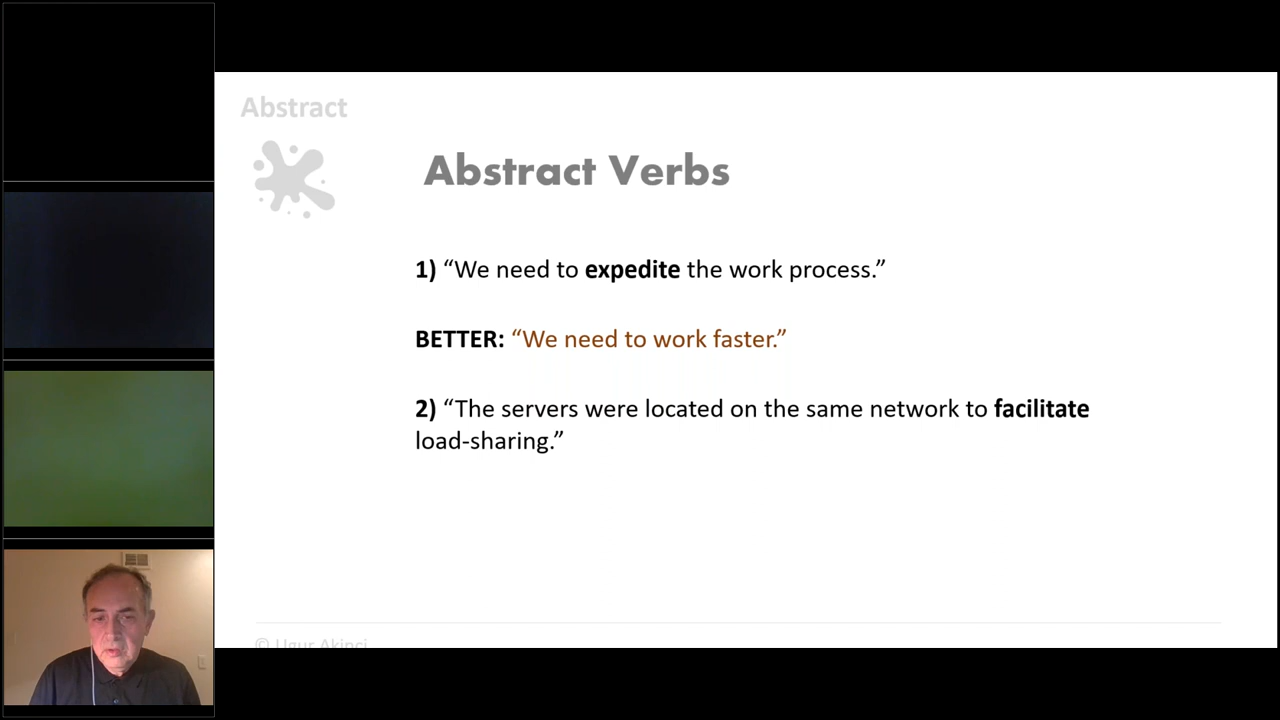 Abstract
Abstract Verbs
1) “We need to expedite the work process.”
BETTER: “We need to work faster.”
2) “The servers were located on the same network to facilitate
load-sharing.”
© Ugur Akinci